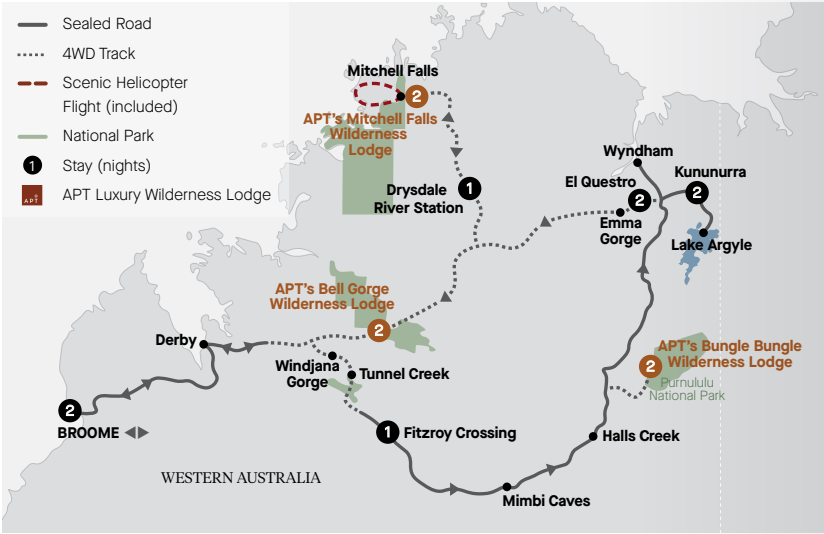 Sealed Road
4WD Track
Scenic Helicopter
Flight (included)
National Park
1 Stay (nights)
APT APT Luxury Wilderness Lodge
Mitchell Falls
2
APT's Mitchell Falls
Wilderness
Lodge
Drysdale
River Station
1
Wyndham
El Questro
2
Kununurra
2
Emma
Gorge
Lake Argyle
APT's Bell Gorge
Wilderness Lodge
2
Derby
Windjana
Gorge
Tunnel Creek
APT's Bungle Bungle
Wilderness Lodge
2
Purnululu
National Park
2
BROOME
1
Fitzroy Crossing
Halls Creek
WESTERN AUSTRALIA
Mimbi Caves